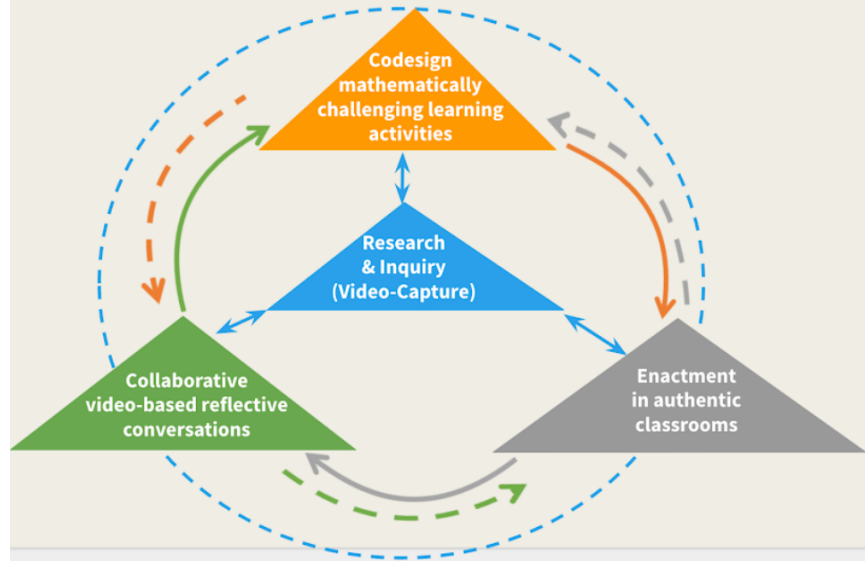 Codesign
mathematically
challenging learning
activities
Research
& Inquiry
(Video-Capture)
Collaborative
video-based reflective
conversations
Enactment
in authentic
classrooms